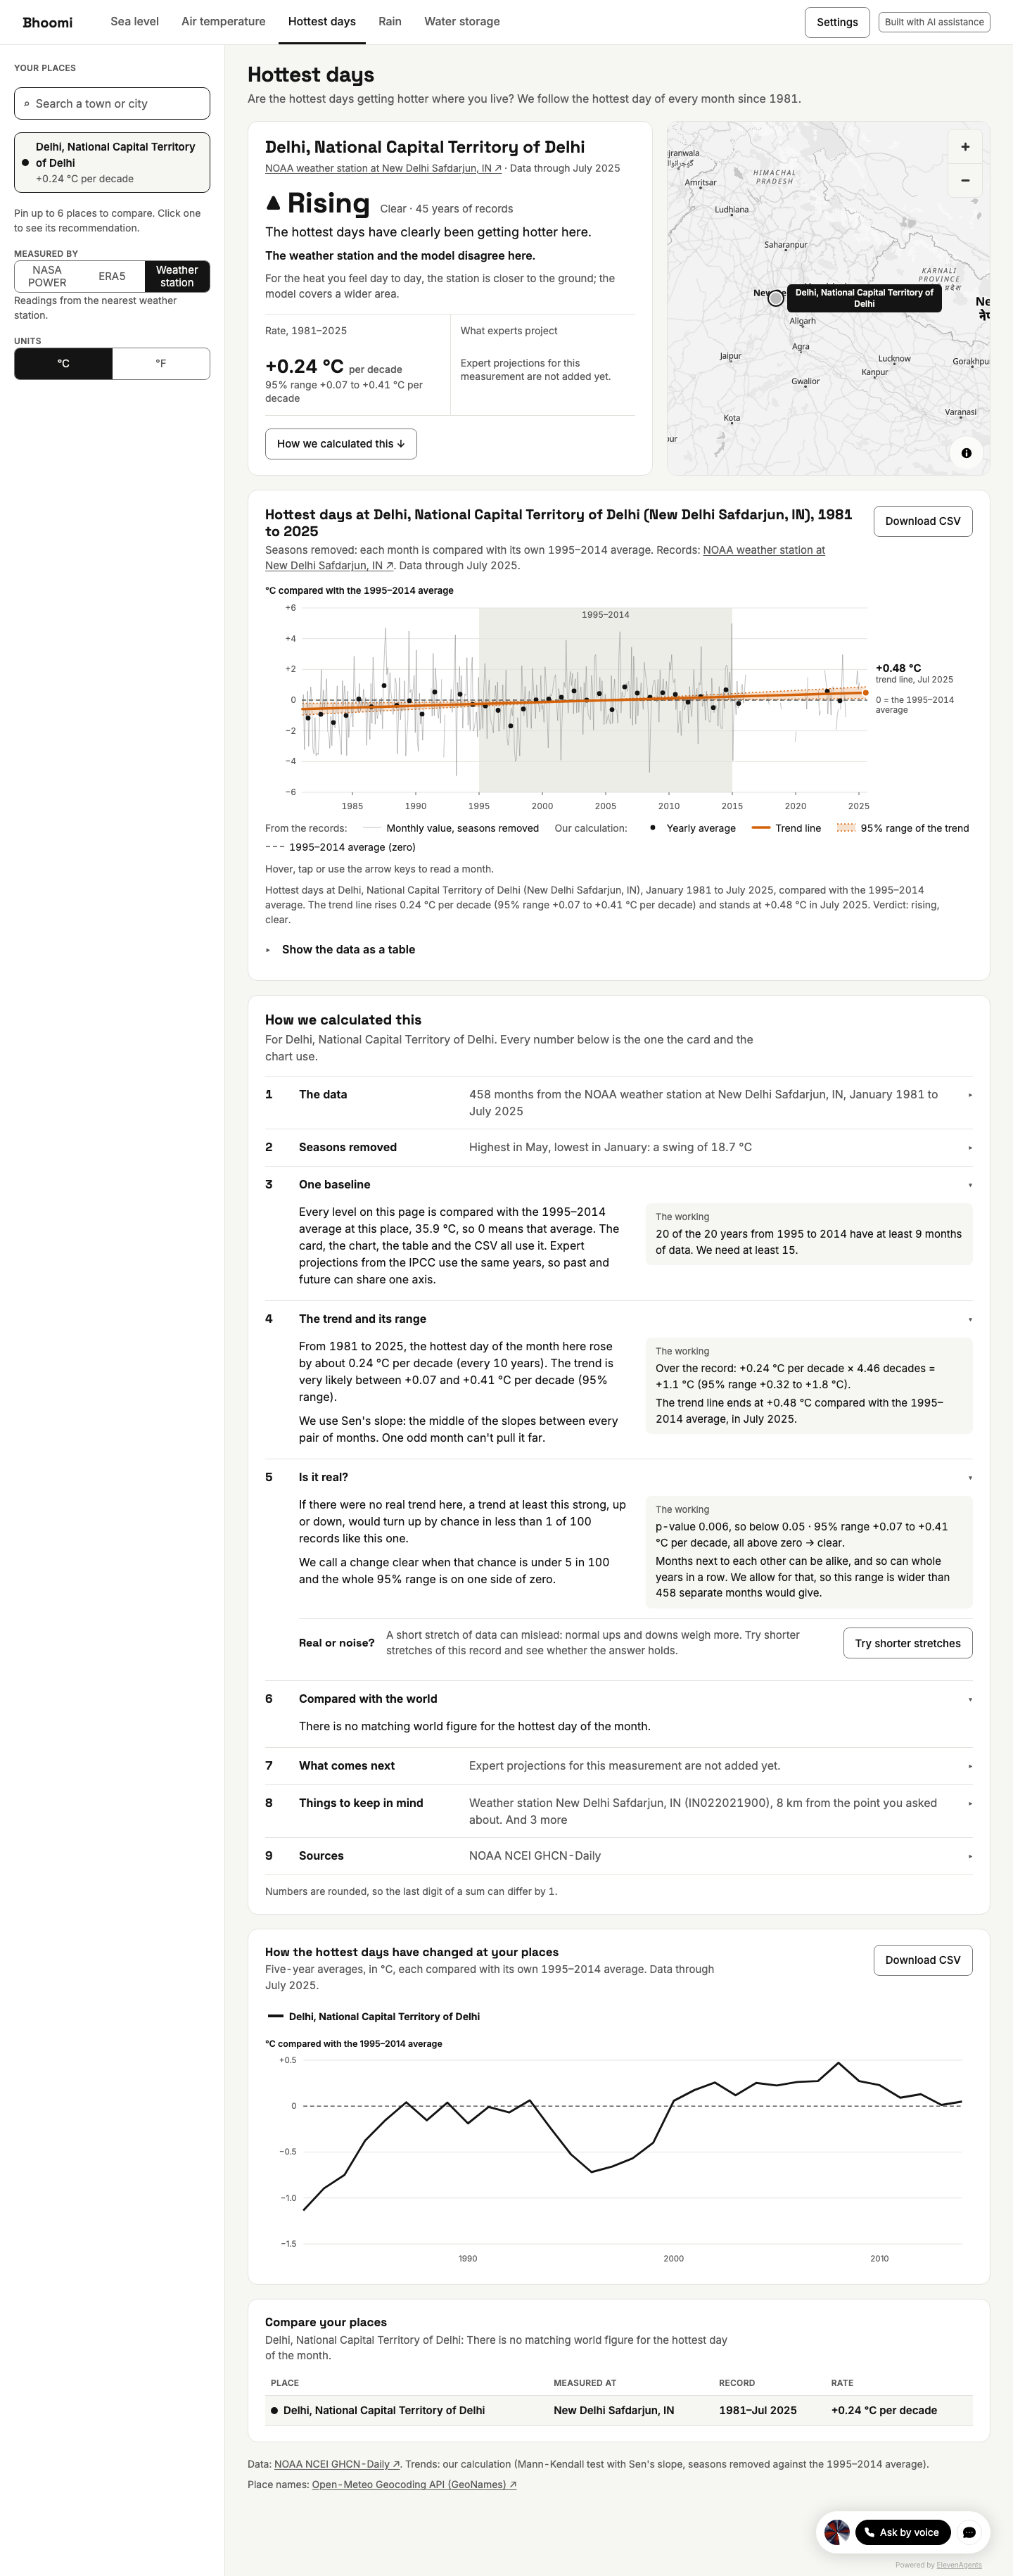 Bhoomi
Sea level
Air temperature
Hottest days
Rain
Water storage
Settings
Built with AI assistance
YOUR PLACES
Search a town or city
Delhi, National Capital Territory
of Delhi
+0.24 °C per decade
Pin up to 6 places to compare. Click one
to see its recommendation.
MEASURED BY
NASA
POWER
ERA5
Weather
station
Readings from the nearest weather
station.
UNITS
°C
°F
Hottest days
Are the hottest days getting hotter where you live? We follow the hottest day of every month since 1981.
Delhi, National Capital Territory of Delhi
NOAA weather station at New Delhi Safdarjun, IN ↗ · Data through July 2025
▲ Rising Clear · 45 years of records
The hottest days have clearly been getting hotter here.
The weather station and the model disagree here.
For the heat you feel day to day, the station is closer to the ground; the
model covers a wider area.
Rate, 1981–2025
+0.24 °C per decade
95% range +0.07 to +0.41 °C per
decade
What experts project
Expert projections for this
measurement are not added yet.
How we calculated this ↓
Amritsar
HIMACHAL
PRADESH
Ludhiana
Saharanpur
KARNALI
PROVINCE
Delhi, National Capital Territory of
Delhi
Aligarh
Agra
Jaipur
Lucknow
Gorakhpu
Kanpur
Gwalior
Kota
Varanasi
+
−
Hottest days at Delhi, National Capital Territory of Delhi (New Delhi Safdarjun, IN), 1981
to 2025
Download CSV
Seasons removed: each month is compared with its own 1995–2014 average. Records: NOAA weather station at
New Delhi Safdarjun, IN ↗. Data through July 2025.
°C compared with the 1995–2014 average
1995–2014
+6
+4
+2
0
−2
−4
−6
1985
1990
1995
2000
2005
2010
2015
2020
2025
+0.48 °C
trend line, Jul 2025
0 = the 1995–2014
average
From the records: Monthly value, seasons removed Our calculation: Yearly average Trend line 95% range of the trend
1995–2014 average (zero)
Hover, tap or use the arrow keys to read a month.
Hottest days at Delhi, National Capital Territory of Delhi (New Delhi Safdarjun, IN), January 1981 to July 2025, compared with the 1995–2014
average. The trend line rises 0.24 °C per decade (95% range +0.07 to +0.41 °C per decade) and stands at +0.48 °C in July 2025. Verdict: rising,
clear.
Show the data as a table
How we calculated this
For Delhi, National Capital Territory of Delhi. Every number below is the one the card and the
chart use.
1 The data
458 months from the NOAA weather station at New Delhi Safdarjun, IN, January 1981 to
July 2025
2 Seasons removed
Highest in May, lowest in January: a swing of 18.7 °C
3 One baseline
Every level on this page is compared with the 1995–2014
average at this place, 35.9 °C, so 0 means that average. The
card, the chart, the table and the CSV all use it. Expert
projections from the IPCC use the same years, so past and
future can share one axis.
The working
20 of the 20 years from 1995 to 2014 have at least 9 months
of data. We need at least 15.
4 The trend and its range
From 1981 to 2025, the hottest day of the month here rose
by about 0.24 °C per decade (every 10 years). The trend is
very likely between +0.07 and +0.41 °C per decade (95%
range).
We use Sen's slope: the middle of the slopes between every
pair of months. One odd month can't pull it far.
The working
Over the record: +0.24 °C per decade × 4.46 decades =
+1.1 °C (95% range +0.32 to +1.8 °C).
The trend line ends at +0.48 °C compared with the 1995–
2014 average, in July 2025.
5 Is it real?
If there were no real trend here, a trend at least this strong, up
or down, would turn up by chance in less than 1 of 100
records like this one.
We call a change clear when that chance is under 5 in 100
and the whole 95% range is on one side of zero.
The working
p-value 0.006, so below 0.05 · 95% range +0.07 to +0.41
°C per decade, all above zero → clear.
Months next to each other can be alike, and so can whole
years in a row. We allow for that, so this range is wider than
458 separate months would give.
Real or noise?
A short stretch of data can mislead: normal ups and downs weigh more. Try shorter
stretches of this record and see whether the answer holds.
Try shorter stretches
6 Compared with the world
There is no matching world figure for the hottest day of the month.
7 What comes next
Expert projections for this measurement are not added yet.
8 Things to keep in mind
Weather station New Delhi Safdarjun, IN (IN022021900), 8 km from the point you asked
about. And 3 more
9 Sources
NOAA NCEI GHCN-Daily
Numbers are rounded, so the last digit of a sum can differ by 1.
How the hottest days have changed at your places
Download CSV
Five-year averages, in °C, each compared with its own 1995–2014 average. Data through
July 2025.
Delhi, National Capital Territory of Delhi
°C compared with the 1995–2014 average
+0.5
0
−0.5
−1.0
−1.5
1990
2000
2010
Compare your places
Delhi, National Capital Territory of Delhi: There is no matching world figure for the hottest day
of the month.
PLACE MEASURED AT RECORD RATE
Delhi, National Capital Territory of Delhi New Delhi Safdarjun, IN 1981–Jul 2025 +0.24 °C per decade
Data: NOAA NCEI GHCN-Daily ↗. Trends: our calculation (Mann-Kendall test with Sen's slope, seasons removed against the 1995–2014 average).
Place names: Open-Meteo Geocoding API (GeoNames) ↗
Ask by voice
Powered by ElevenAgents